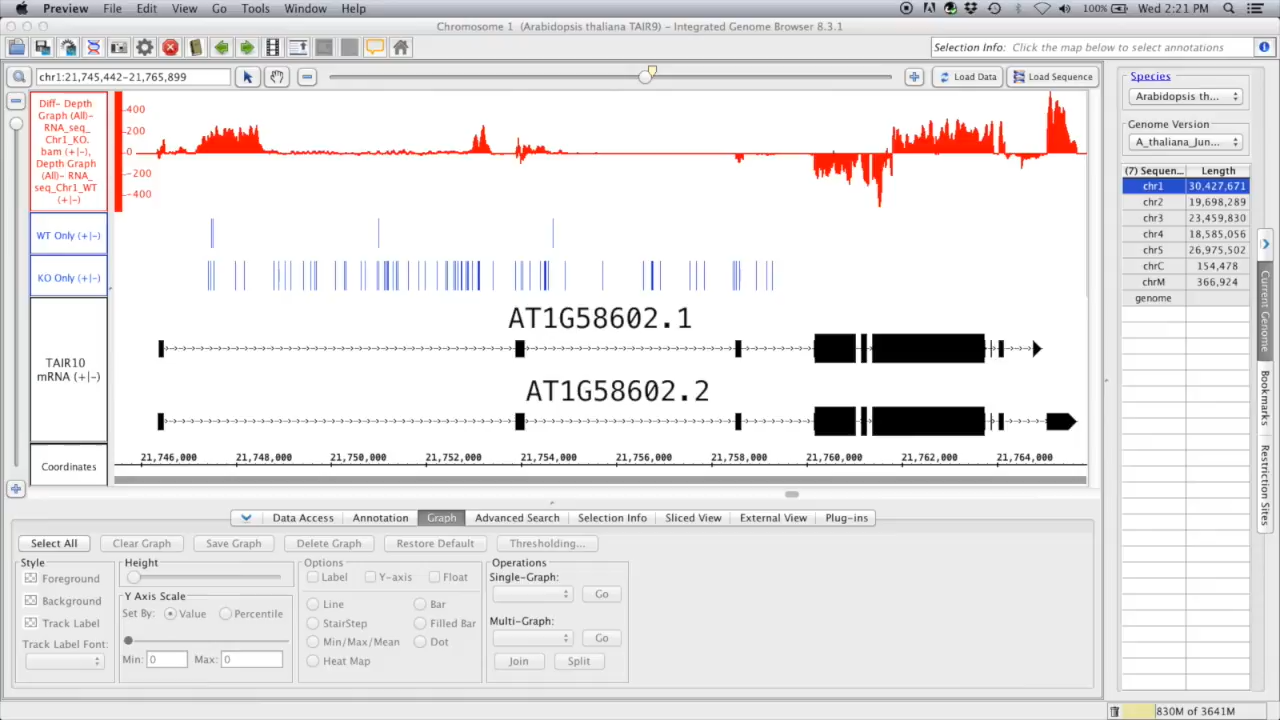 Preview File Edit View Go Tools Window Help 100% Wed 2:21 PM
Chromosome 1 (Arabidopsis thaliana TAIR9) - Integrated Genome Browser 8.3.1
Selection Info: Click the map below to select annotations
chr1:21,745,442-21,765,899
Load Data Load Sequence
Diff- Depth
Graph (All)-
RNA_seq_
Chr1_KO.
bam (+|-),
Depth Graph
(All)- RNA_
seq_Chr1_WT
(+|-)
400
200
0
-200
-400
WT Only (+|-)
KO Only (+|-)
TAIR10
mRNA (+|-)
AT1G58602.1
AT1G58602.2
Coordinates
21,746,000 21,748,000 21,750,000 21,752,000 21,754,000 21,756,000 21,758,000 21,760,000 21,762,000 21,764,000
Species
Arabidopsis th...
Genome Version
A_thaliana_Jun...
(7) Sequen... Length
chr1 30,427,671
chr2 19,698,289
chr3 23,459,830
chr4 18,585,056
chr5 26,975,502
chrC 154,478
chrM 366,924
genome
Current Genome
Bookmarks
Restriction Sites
Data Access Annotation Graph Advanced Search Selection Info Sliced View External View Plug-ins
Select All Clear Graph Save Graph Delete Graph Restore Default Thresholding...
Style
Foreground
Background
Track Label
Track Label Font:
Height
Y Axis Scale
Set By: Value Percentile
Min: 0 Max: 0
Options
Label Y-axis Float
Line Bar
StairStep Filled Bar
Min/Max/Mean Dot
Heat Map
Operations
Single-Graph:
Go
Multi-Graph:
Go
Join Split
830M of 3641M